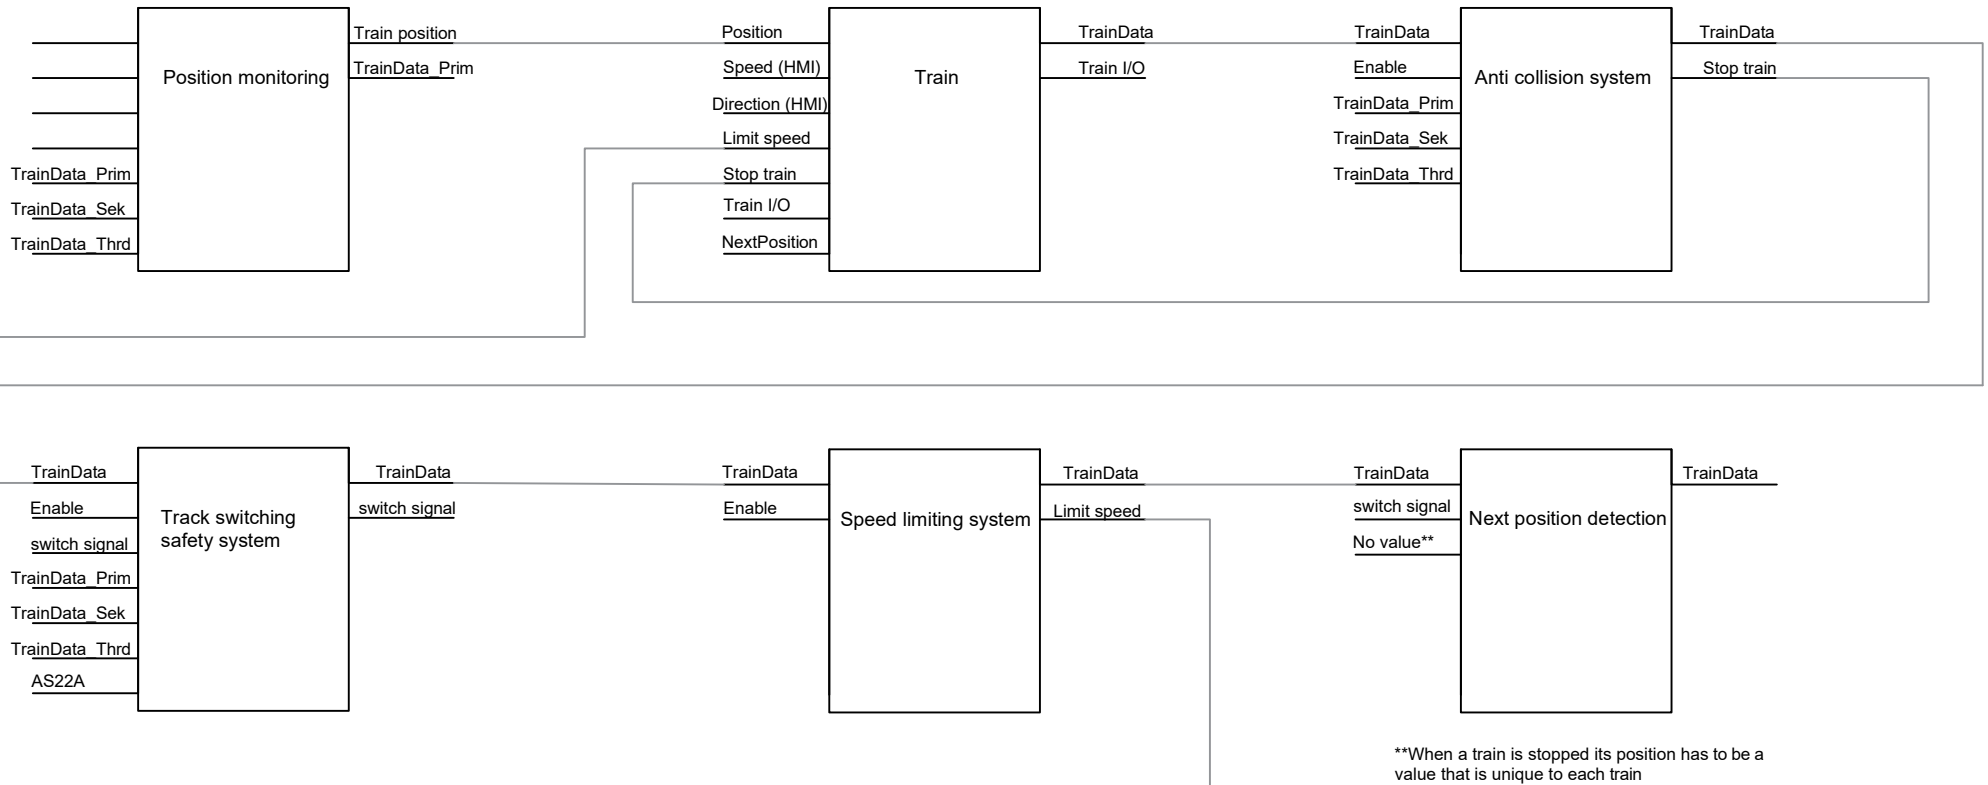 Train position
TrainData_Prim
Position monitoring
TrainData_Prim
TrainData_Sek
TrainData_Thrd
Position
Speed (HMI)
Direction (HMI)
Limit speed
Stop train
Train I/O
NextPosition
Train
TrainData
Train I/O
TrainData
Enable
TrainData_Prim
TrainData_Sek
TrainData_Thrd
Anti collision system
TrainData
Stop train
TrainData
Enable
switch signal
TrainData_Prim
TrainData_Sek
TrainData_Thrd
AS22A
Track switching
safety system
TrainData
switch signal
TrainData
Enable
Speed limiting system
TrainData
Limit speed
TrainData
switch signal
No value**
Next position detection
TrainData
**When a train is stopped its position has to be a
value that is unique to each train